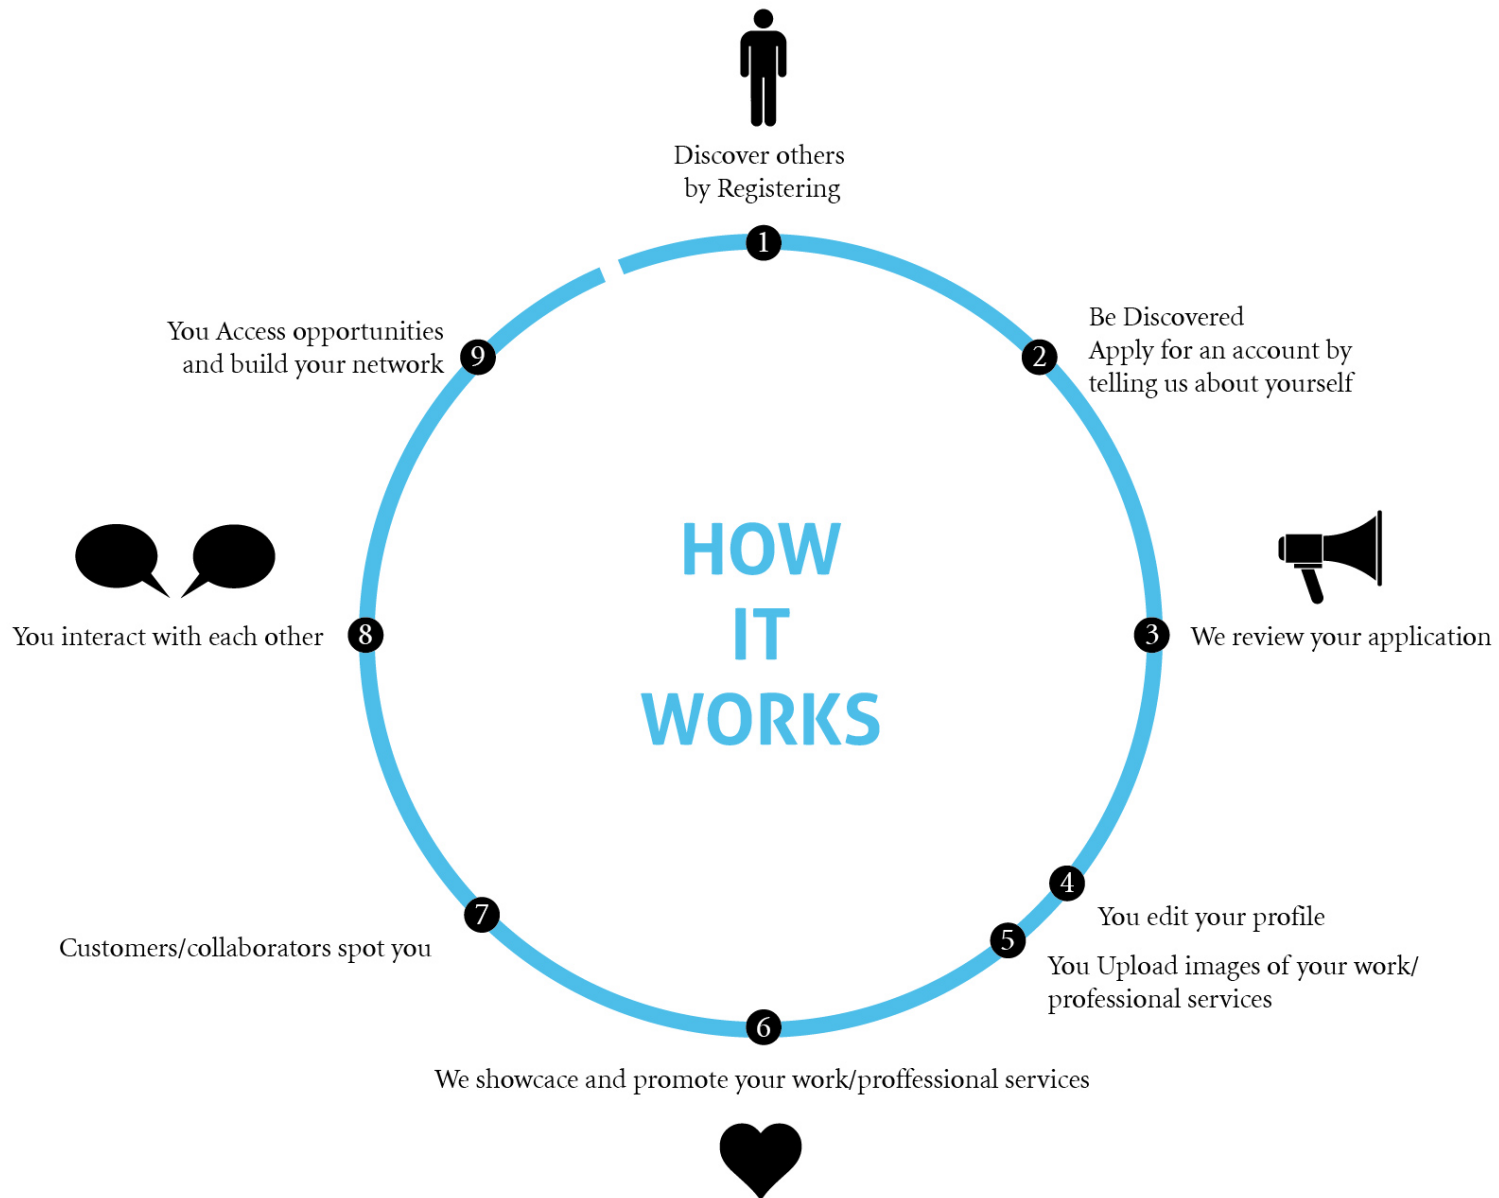 Discover others
by Registering
1
Be Discovered
Apply for an account by
telling us about yourself
2
We review your application
3
You edit your profile
4
You Upload images of your work/
professional services
5
We showcace and promote your work/proffessional services
6
Customers/collaborators spot you
7
You interact with each other
8
You Access opportunities
and build your network
9
HOW
IT
WORKS